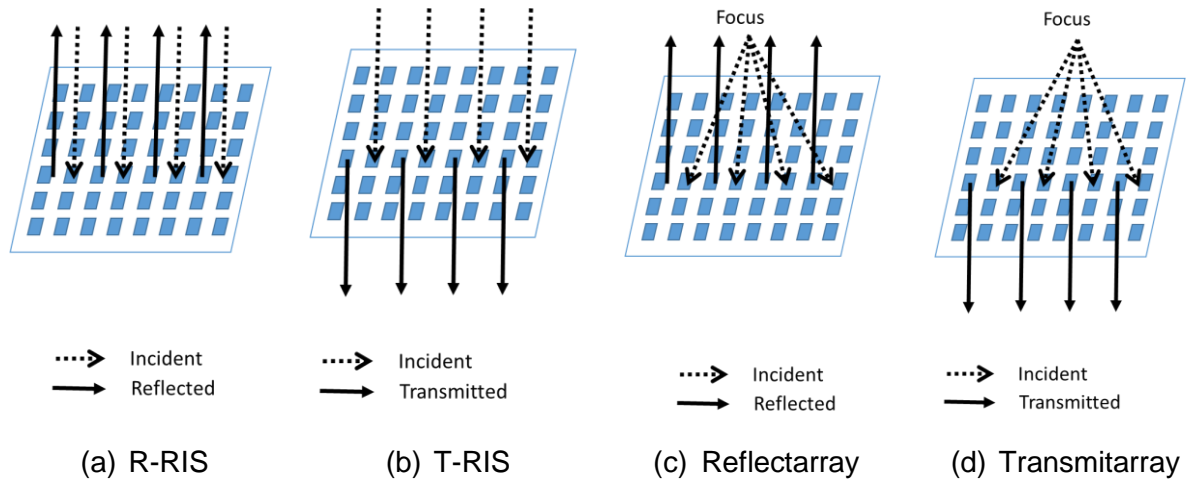 Focus
Focus
Incident
Reflected
Incident
Transmitted
Incident
Reflected
Incident
Transmitted
(a) R-RIS
(b) T-RIS
(c) Reflectarray
(d) Transmitarray